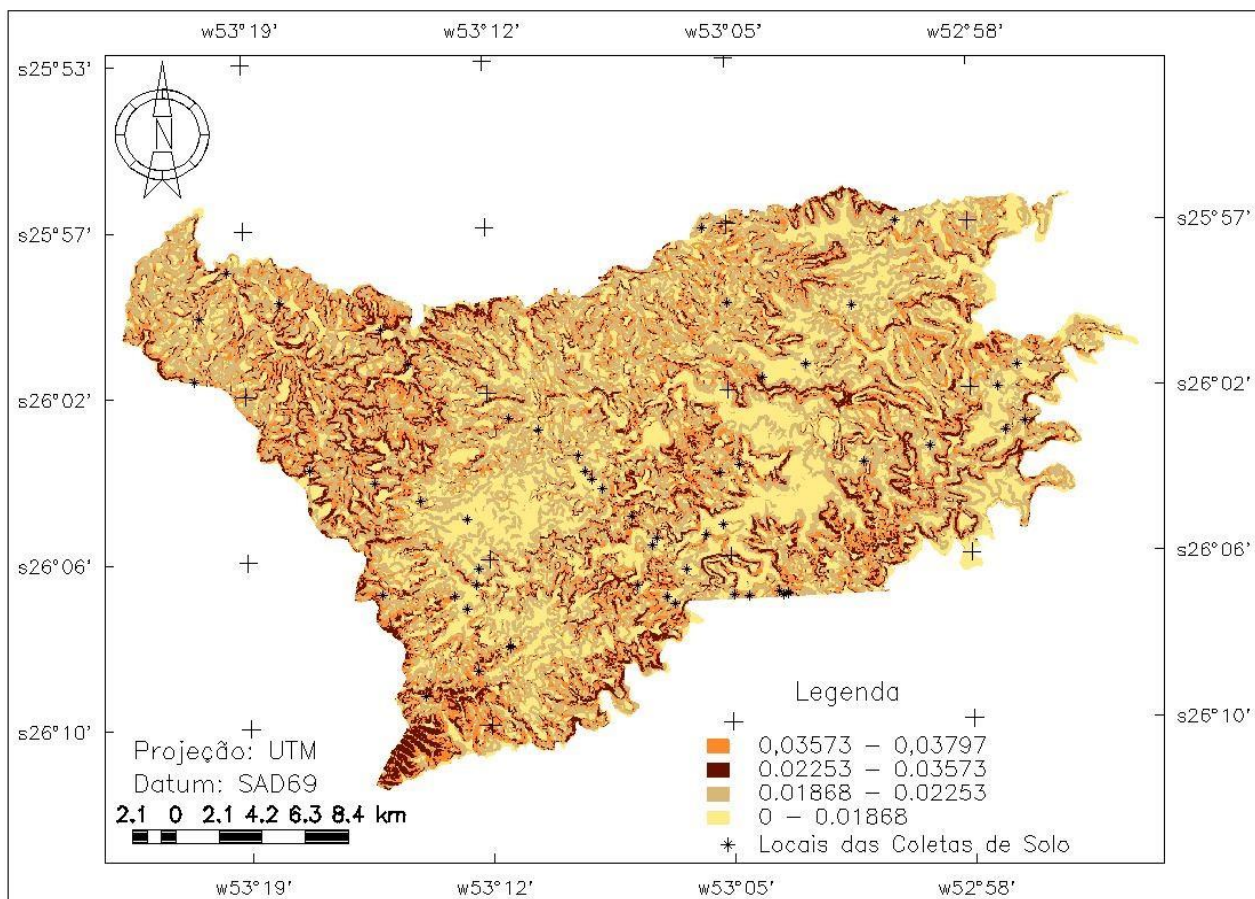 w53°19' w53°12' w53°05' w52°58'
s25°53'
N
s25°57' s25°57'
s26°02' s26°02'
s26°06' s26°06'
s26°10' s26°10'
Legenda
0,03573 – 0,03797
0.02253 – 0.03573
0.01868 – 0.02253
0 – 0.01868
Locais das Coletas de Solo
Projeção: UTM
Datum: SAD69
2.1 0 2.1 4.2 6.3 8.4 km
w53°19' w53°12' w53°05' w52°58'